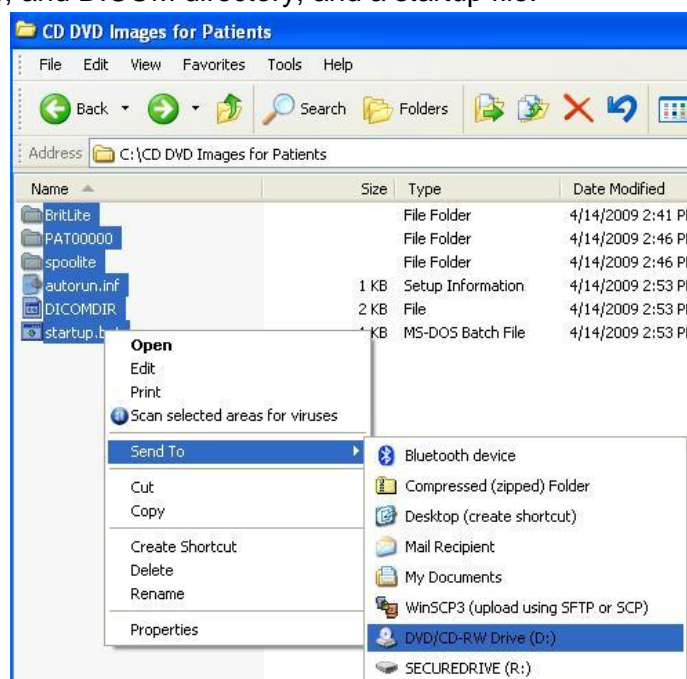 , and DICOM directory, and a startup file.
CD DVD Images for Patients
File Edit View Favorites Tools Help
Back Search Folders
Address C:\CD DVD Images for Patients
Name Size Type Date Modified
BritLite File Folder 4/14/2009 2:41 P
PAT00000 File Folder 4/14/2009 2:46 P
spoolite File Folder 4/14/2009 2:46 P
autorun.inf 1 KB Setup Information 4/14/2009 2:53 P
DICOMDIR 2 KB File 4/14/2009 2:53 P
startup.b KB MS-DOS Batch File 4/14/2009 2:53 P
Open
Edit
Print
Scan selected areas for viruses
Send To
Cut
Copy
Create Shortcut
Delete
Rename
Properties
Bluetooth device
Compressed (zipped) Folder
Desktop (create shortcut)
Mail Recipient
My Documents
WinSCP3 (upload using SFTP or SCP)
DVD/CD-RW Drive (D:)
SECUREDRIVE (R:)